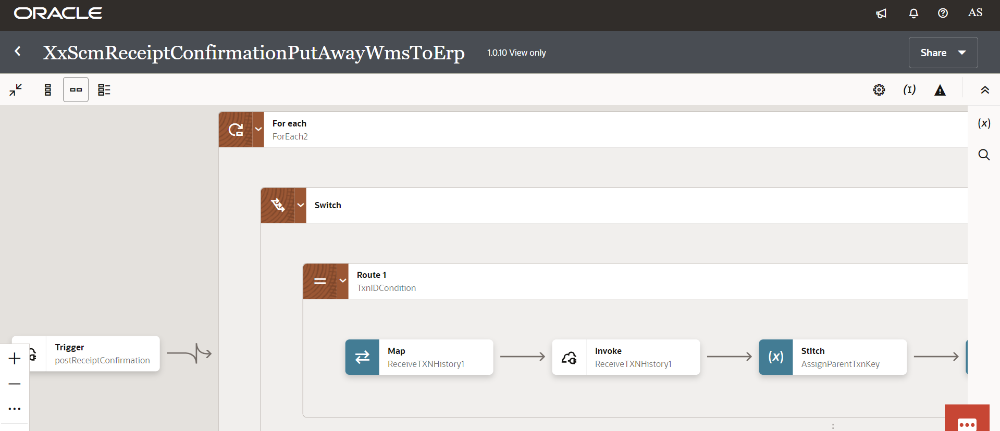 ORACLE
AS
XxScmReceiptConfirmationPutAwayWmsToErp
1.0.10 View only
Share
(I)
(x)
For each
ForEach2
Switch
Route 1
TxnIDCondition
Trigger
postReceiptConfirmation
Map
ReceiveTXNHistory1
Invoke
ReceiveTXNHistory1
(x)
Stitch
AssignParentTxnKey